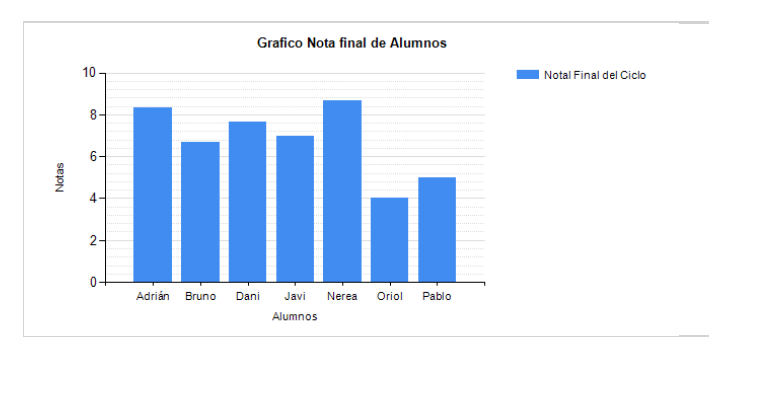 Grafico Nota final de Alumnos
Notal Final del Ciclo
Notas
10
8
6
4
2
0
Adrián Bruno Dani Javi Nerea Oriol Pablo
Alumnos